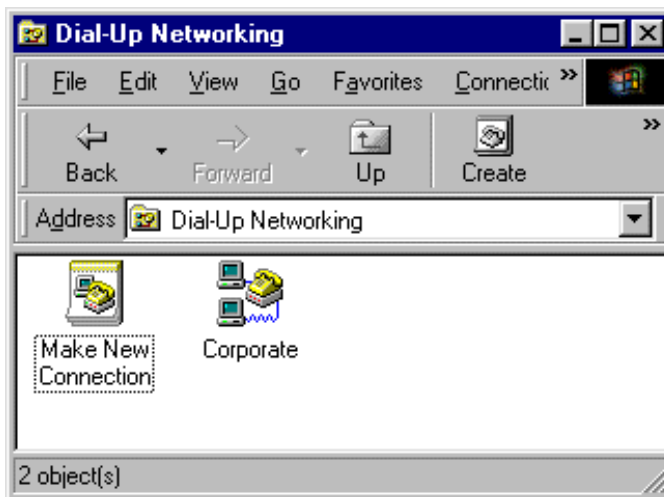 Dial-Up Networking
File Edit View Go Favorites Connectic »
Back Forward Up Create »
Address Dial-Up Networking
Make New Connection
Corporate
2 object(s)